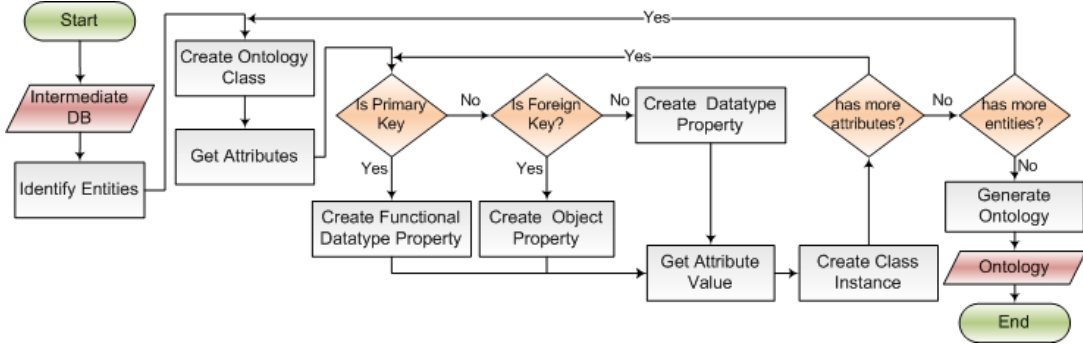 Start
Intermediate
DB
Identify Entities
Yes
Create Ontology
Class
Get Attributes
Yes
Is Primary
Key
No
Yes
Create Functional
Datatype Property
Is Foreign
Key?
No
Yes
Create Object
Property
Create Datatype
Property
Get Attribute
Value
Create Class
Instance
has more
attributes?
No
has more
entities?
No
Generate
Ontology
Ontology
End